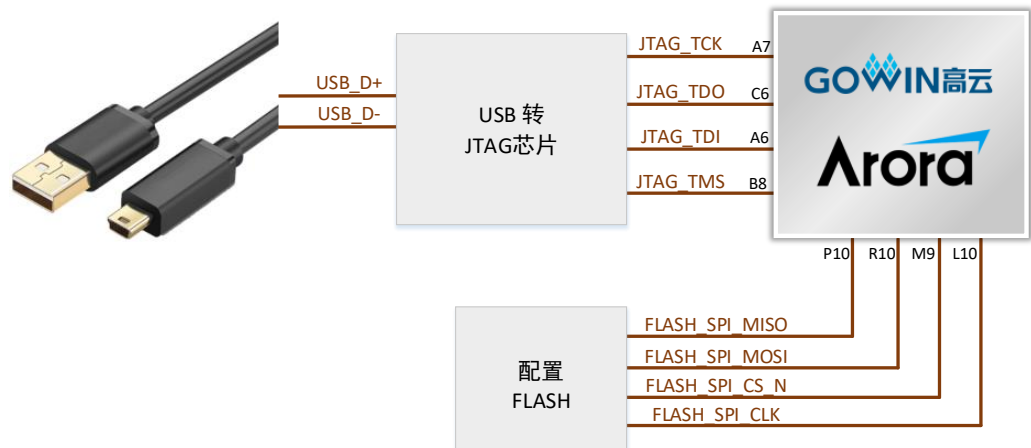 USB_D+
USB_D-
USB 转
JTAG芯片
JTAG_TCK A7
JTAG_TDO C6
JTAG_TDI A6
JTAG_TMS B8
GOWIN高云
Arora
P10 R10 M9 L10
配置
FLASH
FLASH_SPI_MISO
FLASH_SPI_MOSI
FLASH_SPI_CS_N
FLASH_SPI_CLK